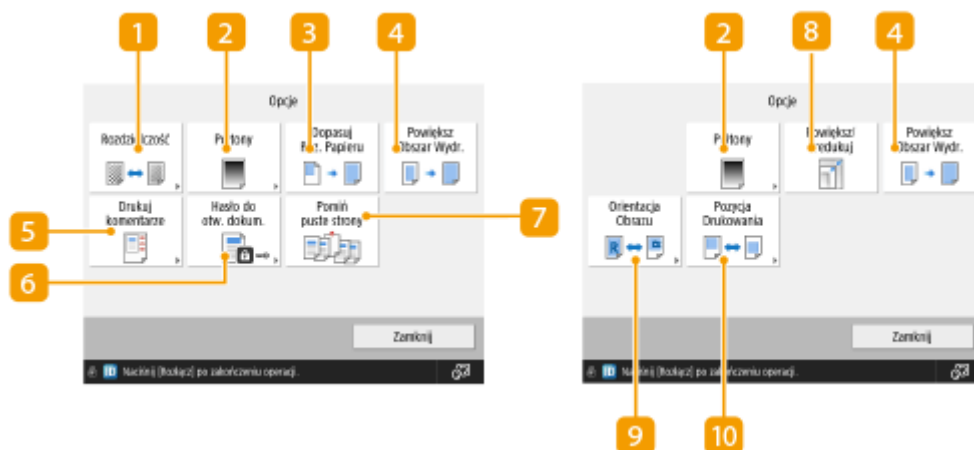 1
2
3
4
2
8
4
Opcje
Rozdzielczość
Półtony
Dopasuj
Roz. Papieru
Powiększ
Obszar Wydr.
Drukuj
komentarze
Hasło do
otw. dokum.
Pomiń
puste strony
5
6
7
Zamknij
ID
Naciśnij [Rozłącz] po zakończeniu operacji.
Opcje
Półtony
Powiększ/
redukuj
Powiększ
Obszar Wydr.
Orientacja
Obrazu
R
Pozycja
Drukowania
Zamknij
ID
Naciśnij [Rozłącz] po zakończeniu operacji.
9
10